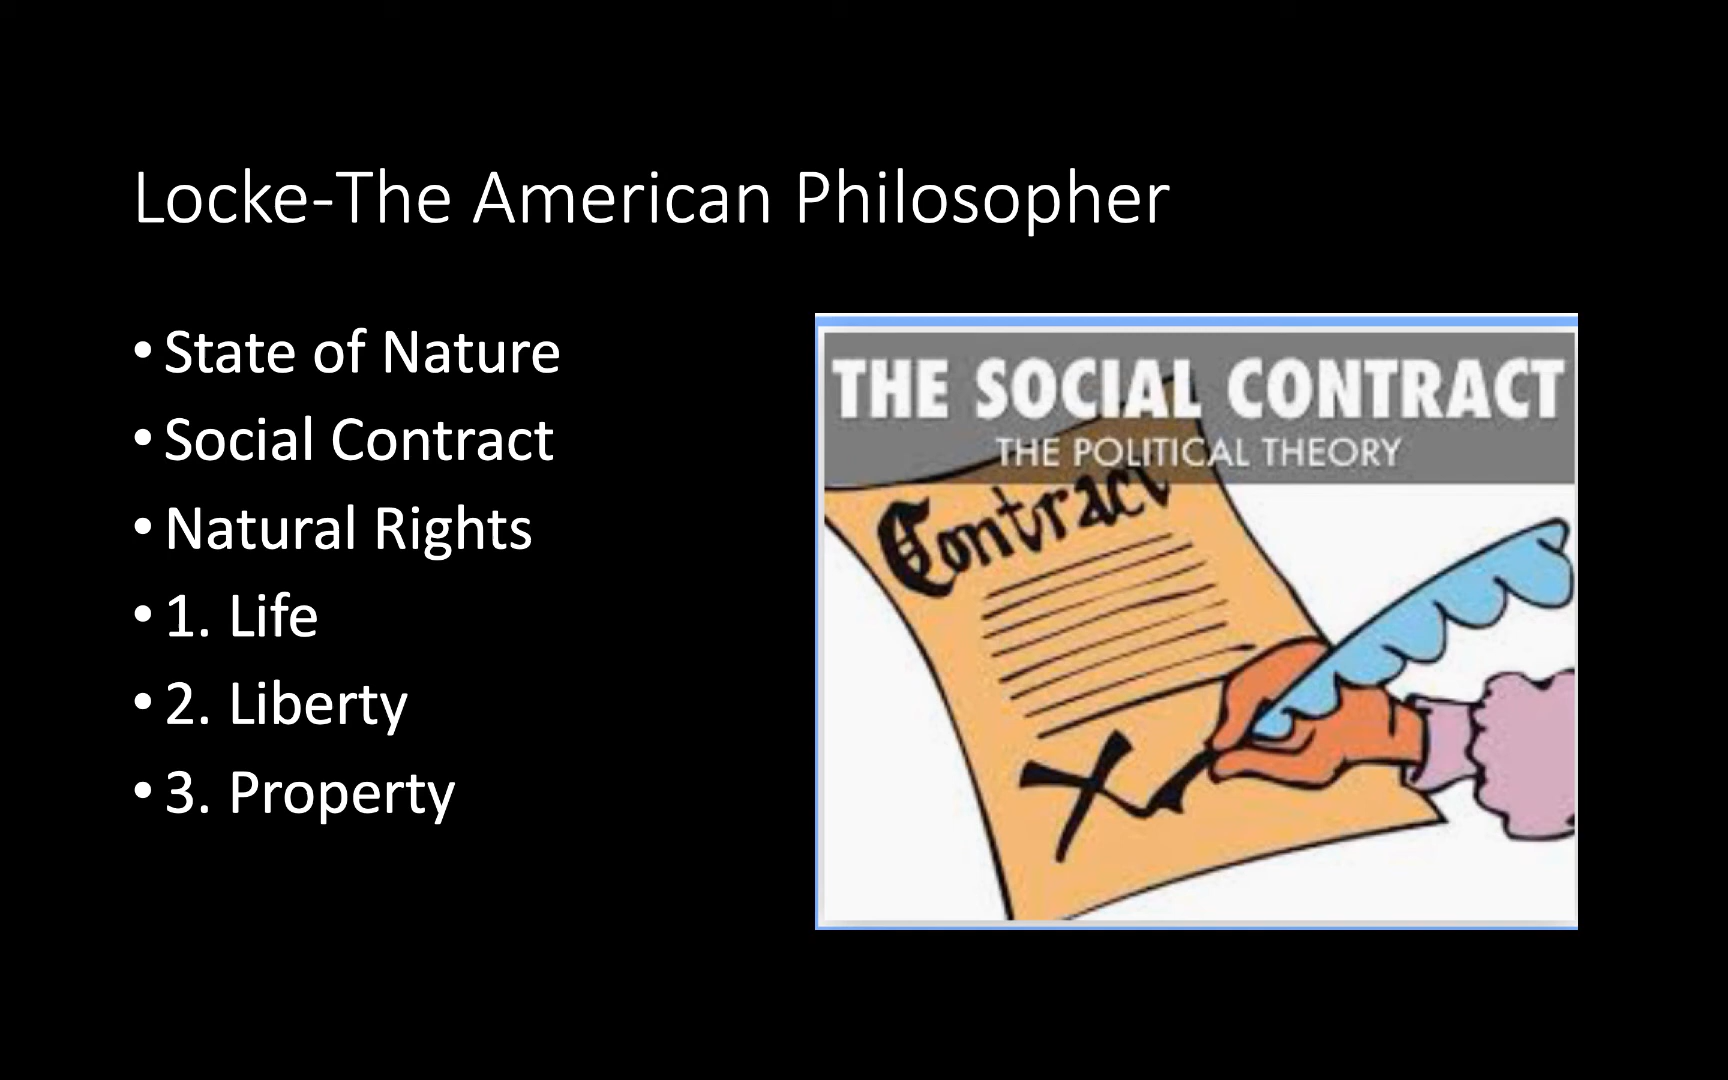 Locke-The American Philosopher
• State of Nature
• Social Contract
• Natural Rights
• 1. Life
• 2. Liberty
• 3. Property
THE SOCIAL CONTRACT
THE POLITICAL THEORY
Contract
X